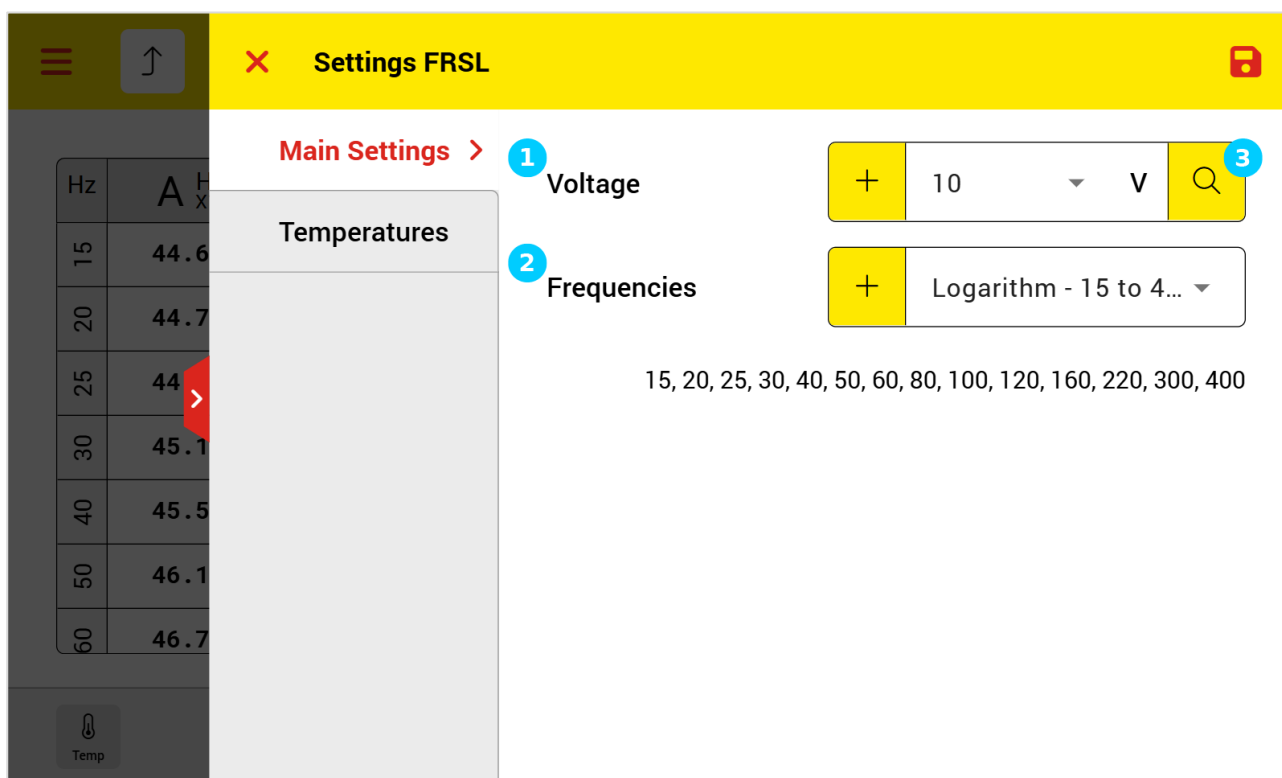 Settings FRSL
Main Settings
Temperatures
1
Voltage
10
V
3
2
Frequencies
Logarithm - 15 to 4...
15, 20, 25, 30, 40, 50, 60, 80, 100, 120, 160, 220, 300, 400
Hz
A
15
44.6
20
44.7
25
44
30
45.1
40
45.5
50
46.1
60
46.7
Temp